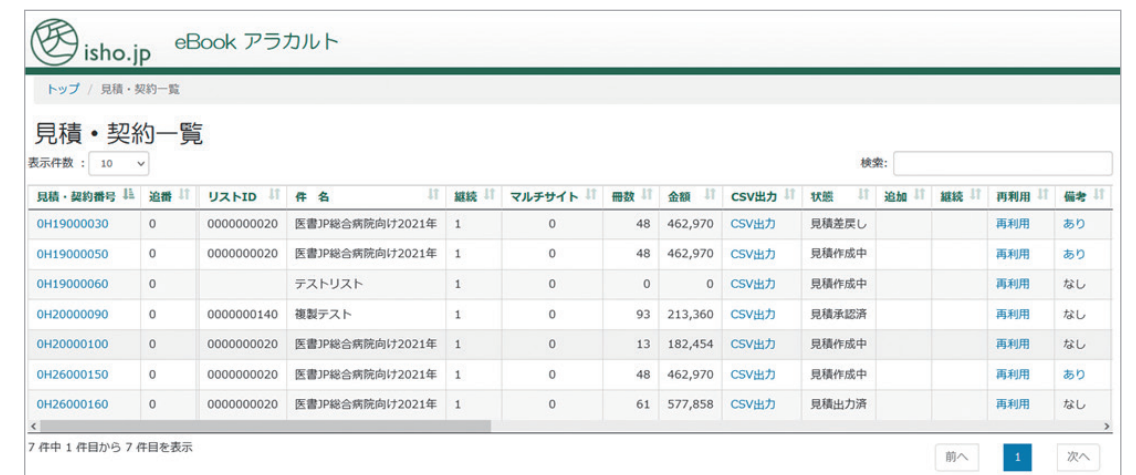 医 isho.jp eBook アラカルト
トップ / 見積・契約一覧
見積・契約一覧
表示件数 : 10 検索:
見積・契約番号 追番 リストID 件 名 継続 マルチサイト 冊数 金額 CSV出力 状態 追加 継続 再利用 備考
0H19000030 0 0000000020 医書JP総合病院向け2021年 1 0 48 462,970 CSV出力 見積差戻し 再利用 あり
0H19000050 0 0000000020 医書JP総合病院向け2021年 1 0 48 462,970 CSV出力 見積作成中 再利用 あり
0H19000060 0 テストリスト 1 0 0 0 CSV出力 見積作成中 再利用 なし
0H20000090 0 0000000140 複製テスト 1 0 93 213,360 CSV出力 見積承認済 再利用 なし
0H20000100 0 0000000020 医書JP総合病院向け2021年 1 0 13 182,454 CSV出力 見積作成中 再利用 なし
0H26000150 0 0000000020 医書JP総合病院向け2021年 1 0 48 462,970 CSV出力 見積作成中 再利用 あり
0H26000160 0 0000000020 医書JP総合病院向け2021年 1 0 61 577,858 CSV出力 見積出力済 再利用 なし
7 件中 1 件目から 7 件目を表示
前へ 1 次へ